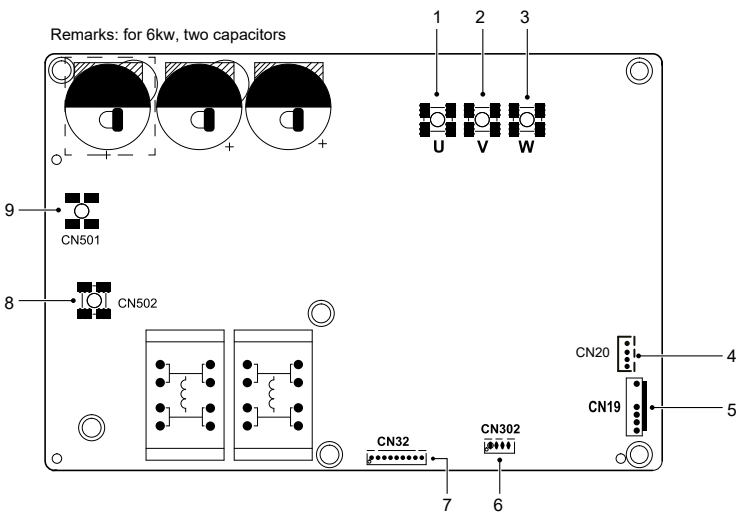 1 2 3
Remarks: for 6kw, two capacitors
+ + +
U V W
9
CN501
8 CN502
CN20 4
CN19 5
CN302
CN32
7 6